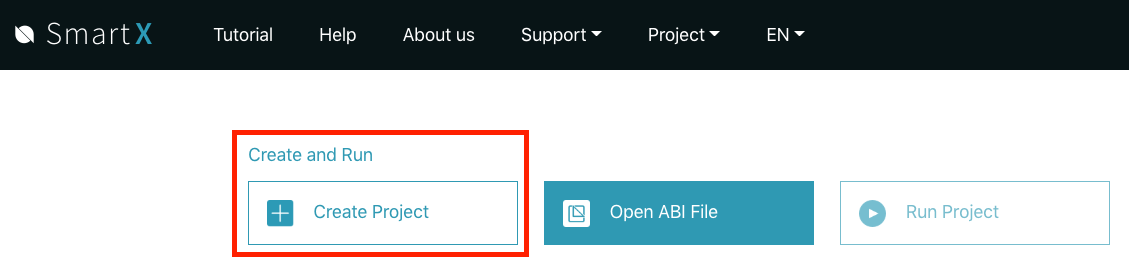 SmartX Tutorial Help About us Support Project EN
Create and Run
Create Project Open ABI File Run Project